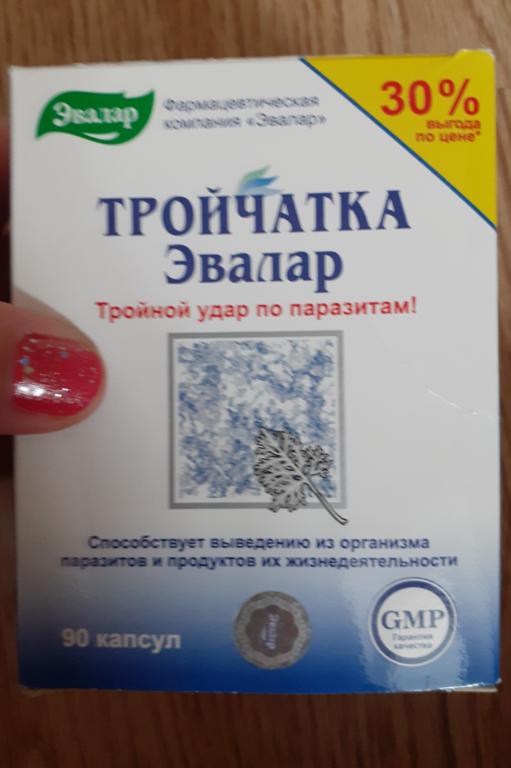 Эвалар
Фармацевтическая
компания «Эвалар»
30%
выгода
по цене*
ТРОЙЧАТКА
Эвалар
Тройной удар по паразитам!
Способствует выведению из организма
паразитов и продуктов их жизнедеятельности
90 капсул
Эвалар
GMP
Гарантия
качества